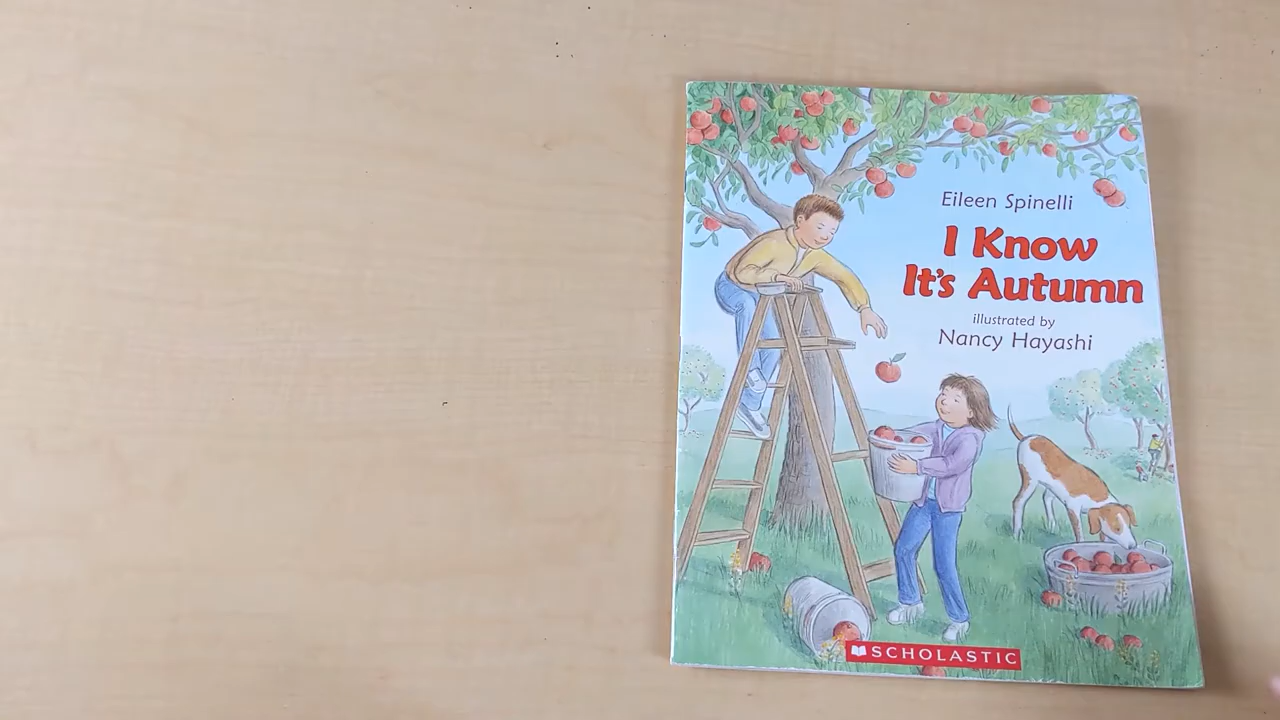 Eileen Spinelli
I Know
It's Autumn
illustrated by
Nancy Hayashi
SCHOLASTIC